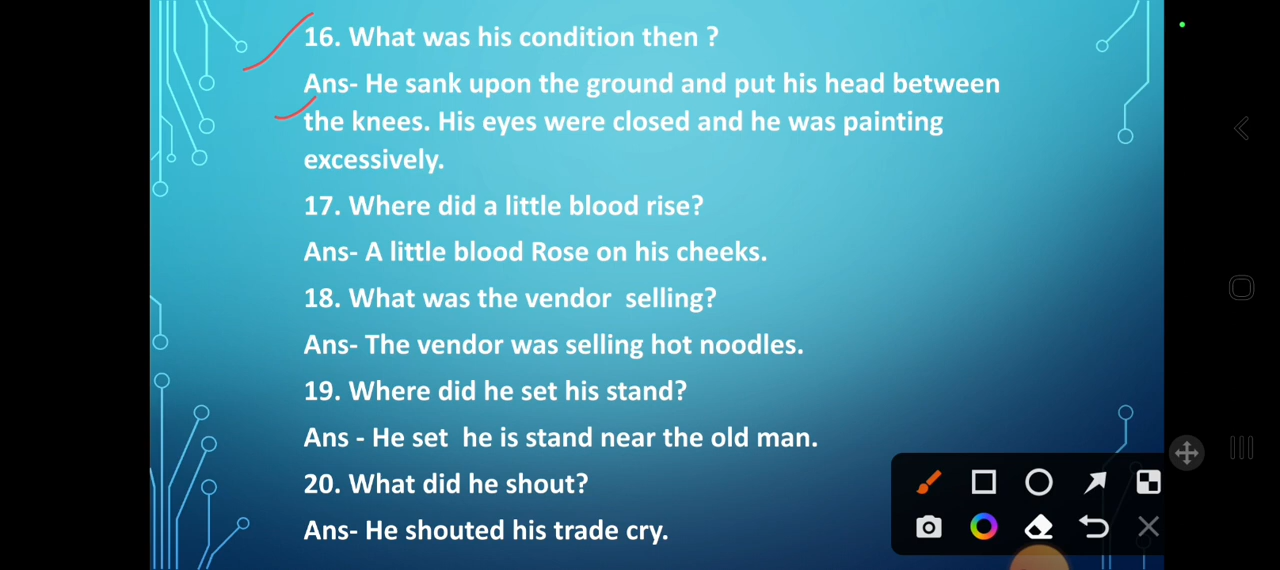 16. What was his condition then ?
Ans- He sank upon the ground and put his head between
the knees. His eyes were closed and he was painting
excessively.
17. Where did a little blood rise?
Ans- A little blood Rose on his cheeks.
18. What was the vendor  selling?
Ans- The vendor was selling hot noodles.
19. Where did he set his stand?
Ans - He set  he is stand near the old man.
20. What did he shout?
Ans- He shouted his trade cry.